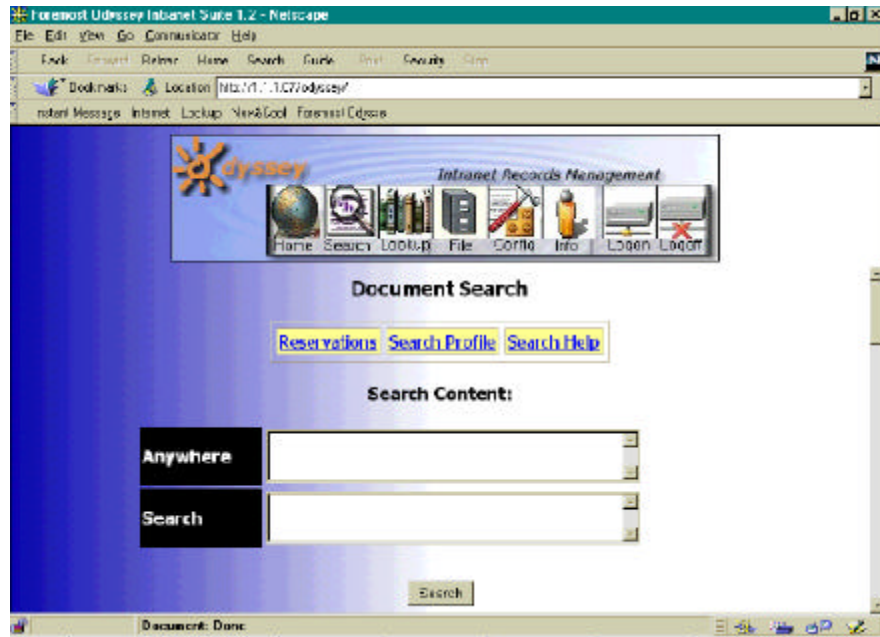 Foremost Odyssey Intranet Suite 1.2 - Netscape
File Edit View Go Communicator Help
Back Forward Reload Home Search Guide Print Security Stop
Bookmarks Location
Instant Message Internet Lookup New&Cool Foremost Odyssey
Odyssey
Intranet Records Management
Home Search Lookup File Config Info Logon Logoff
Document Search
Reservations Search Profile Search Help
Search Content:
Anywhere
Search
Search
Document: Done